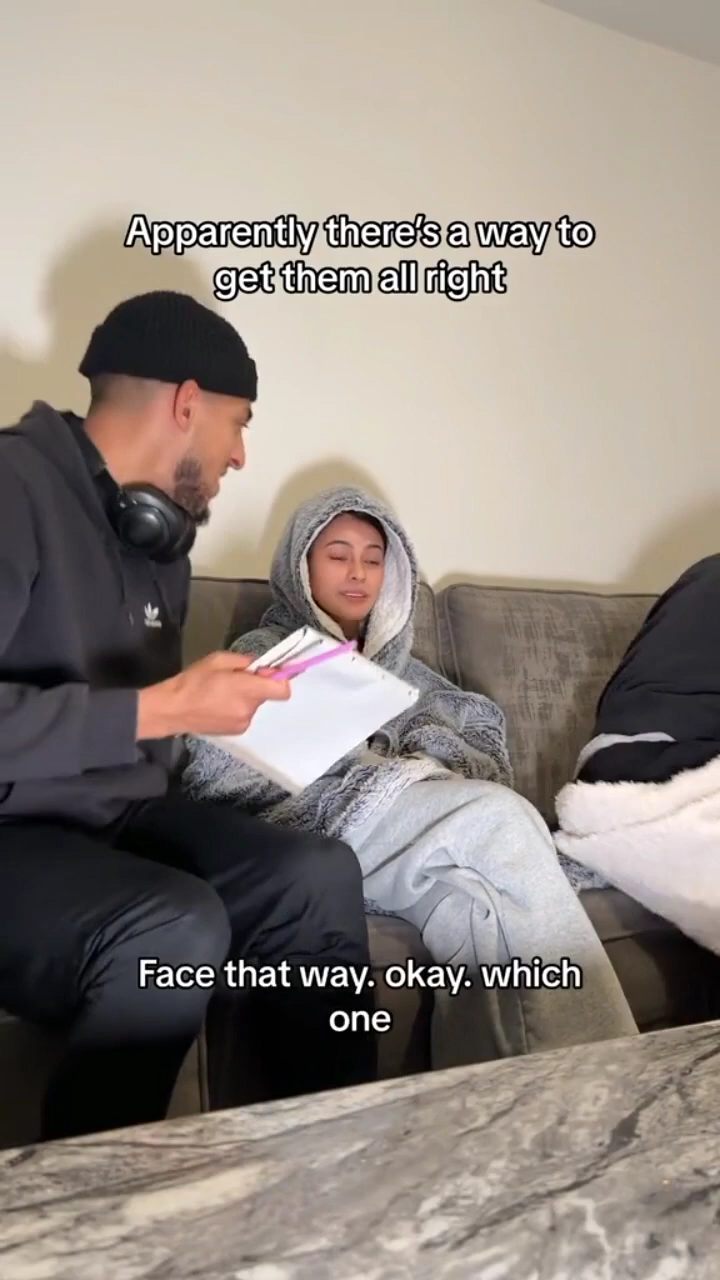 Apparently there's a way to
get them all right
Face that way. okay. which
one